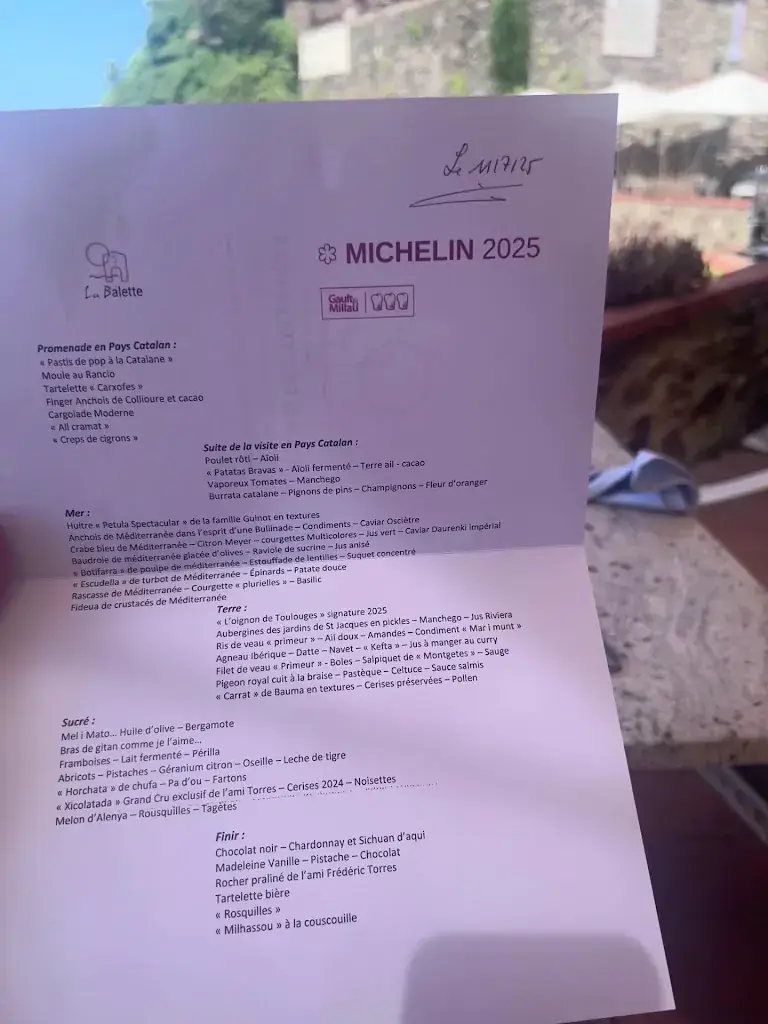 Le 11/7/25
MICHELIN 2025
La Balette
Gault&Millau
Promenade en Pays Catalan :
« Pastis de pop à la Catalane »
Moule au Rancio
Tartelette « Carxofes »
Finger Anchois de Collioure et cacao
Cargolade Moderne
« All cramat »
« Creps de cigrons »
Suite de la visite en Pays Catalan :
Poulet rôti – Aïoli
« Patatas Bravas » - Aïoli fermenté – Terre ail - cacao
Vaporeux Tomates – Manchego
Burrata catalane – Pignons de pins – Champignons – Fleur d'oranger
Mer :
Huitre « Petula Spectacular » de la famille Guinot en textures
Anchois de Méditerranée dans l'esprit d'une Bullinade – Condiments – Caviar Osciètre
Crabe bleu de Méditerranée – Citron Meyer – courgettes Multicolores – Jus vert – Caviar Daurenki impérial
Baudroie de méditerranée glacée d'olives – Raviole de sucrine – Jus anisé
« Botifarra » de poulpe de méditerranée – Estouffade de lentilles – Suquet concentré
« Escudella » de turbot de Méditerranée – Épinards – Patate douce
Rascasse de Méditerranée – Courgette « plurielles » – Basilic
Fideua de crustacés de Méditerranée
Terre :
« L'oignon de Toulouges » signature 2025
Aubergines des jardins de St Jacques en pickles – Manchego – Jus Riviera
Ris de veau « primeur » – Ail doux – Amandes – Condiment « Mar i munt »
Agneau Ibérique – Datte – Navet – « Kefta » – Jus à manger au curry
Filet de veau « Primeur » - Boles – Salpiquet de « Montgetes » – Sauge
Pigeon royal cuit à la braise – Pastèque – Celtuce – Sauce salmis
« Carrat » de Bauma en textures – Cerises préservées – Pollen
Sucré :
Mel i Mato... Huile d'olive – Bergamote
Bras de gitan comme je l'aime...
Framboises – Lait fermenté – Périlla
Abricots – Pistaches – Géranium citron – Oseille – Leche de tigre
« Horchata » de chufa – Pa d'ou – Fartons
« Xicolatada » Grand Cru exclusif de l'ami Torres – Cerises 2024 – Noisettes
Melon d'Alenya – Rousquilles – Tagètes
Finir :
Chocolat noir – Chardonnay et Sichuan d'aqui
Madeleine Vanille – Pistache – Chocolat
Rocher praliné de l'ami Frédéric Torres
Tartelette bière
« Rosquilles »
« Milhassou » à la couscouille